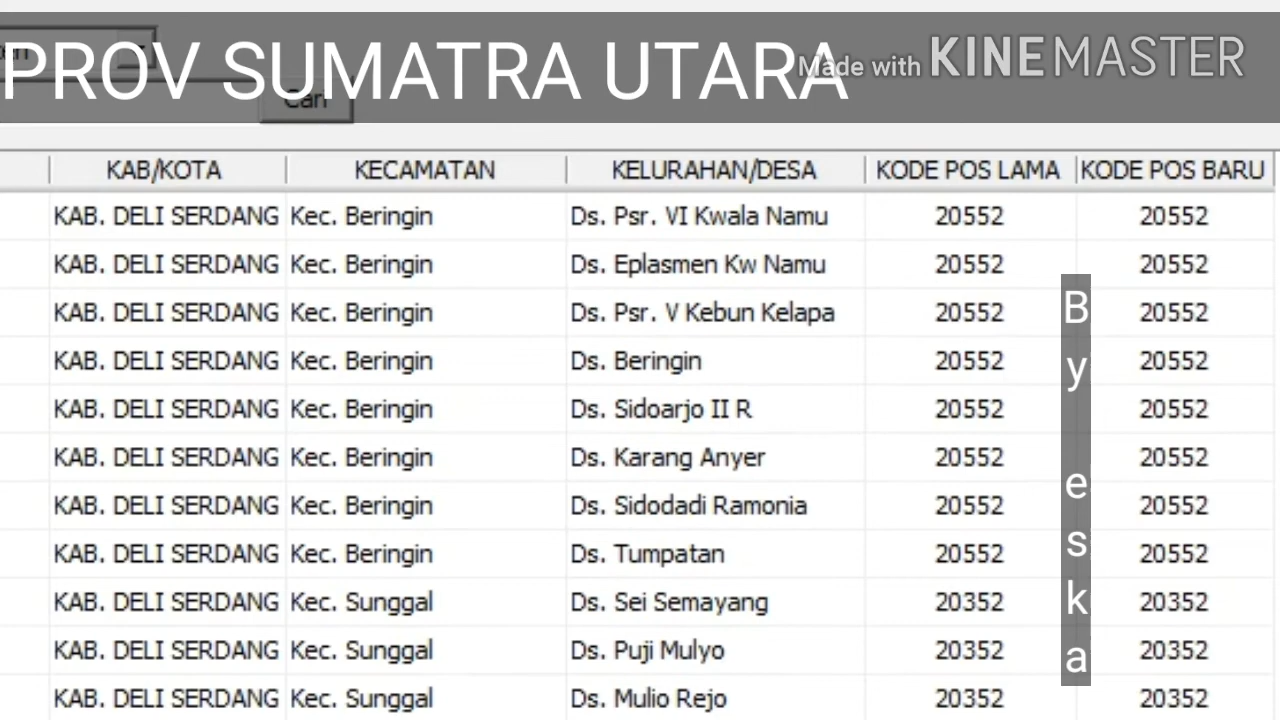 PROV SUMATRA UTARA
Made with KINEMASTER
Cari
KAB/KOTA KECAMATAN KELURAHAN/DESA KODE POS LAMA KODE POS BARU
KAB. DELI SERDANG Kec. Beringin Ds. Psr. VI Kwala Namu 20552 20552
KAB. DELI SERDANG Kec. Beringin Ds. Eplasmen Kw Namu 20552 20552
KAB. DELI SERDANG Kec. Beringin Ds. Psr. V Kebun Kelapa 20552 20552
KAB. DELI SERDANG Kec. Beringin Ds. Beringin 20552 20552
KAB. DELI SERDANG Kec. Beringin Ds. Sidoarjo II R 20552 20552
KAB. DELI SERDANG Kec. Beringin Ds. Karang Anyer 20552 20552
KAB. DELI SERDANG Kec. Beringin Ds. Sidodadi Ramonia 20552 20552
KAB. DELI SERDANG Kec. Beringin Ds. Tumpatan 20552 20552
KAB. DELI SERDANG Kec. Sunggal Ds. Sei Semayang 20352 20352
KAB. DELI SERDANG Kec. Sunggal Ds. Puji Mulyo 20352 20352
KAB. DELI SERDANG Kec. Sunggal Ds. Mulio Rejo 20352 20352
By eska